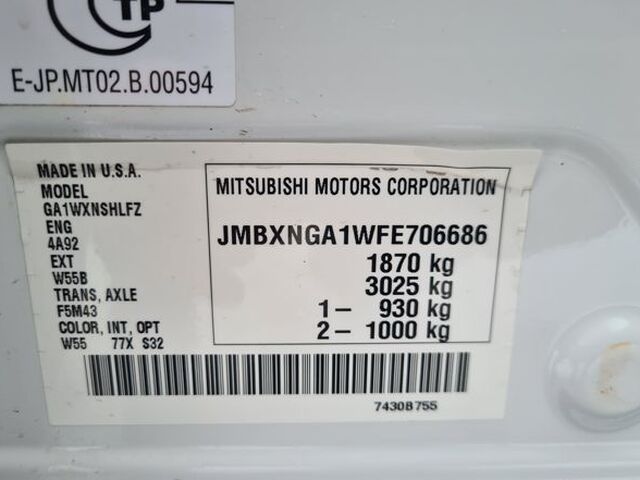 TP
E-JP.MT02.B.00594
MADE IN U.S.A.
MODEL
GA1WXNSHLFZ
ENG
4A92
EXT
W55B
TRANS, AXLE
F5M43
COLOR, INT, OPT
W55 77X S32
MITSUBISHI MOTORS CORPORATION
JMBXNGA1WFE706686
1870 kg
3025 kg
1– 930 kg
2– 1000 kg
7430B755